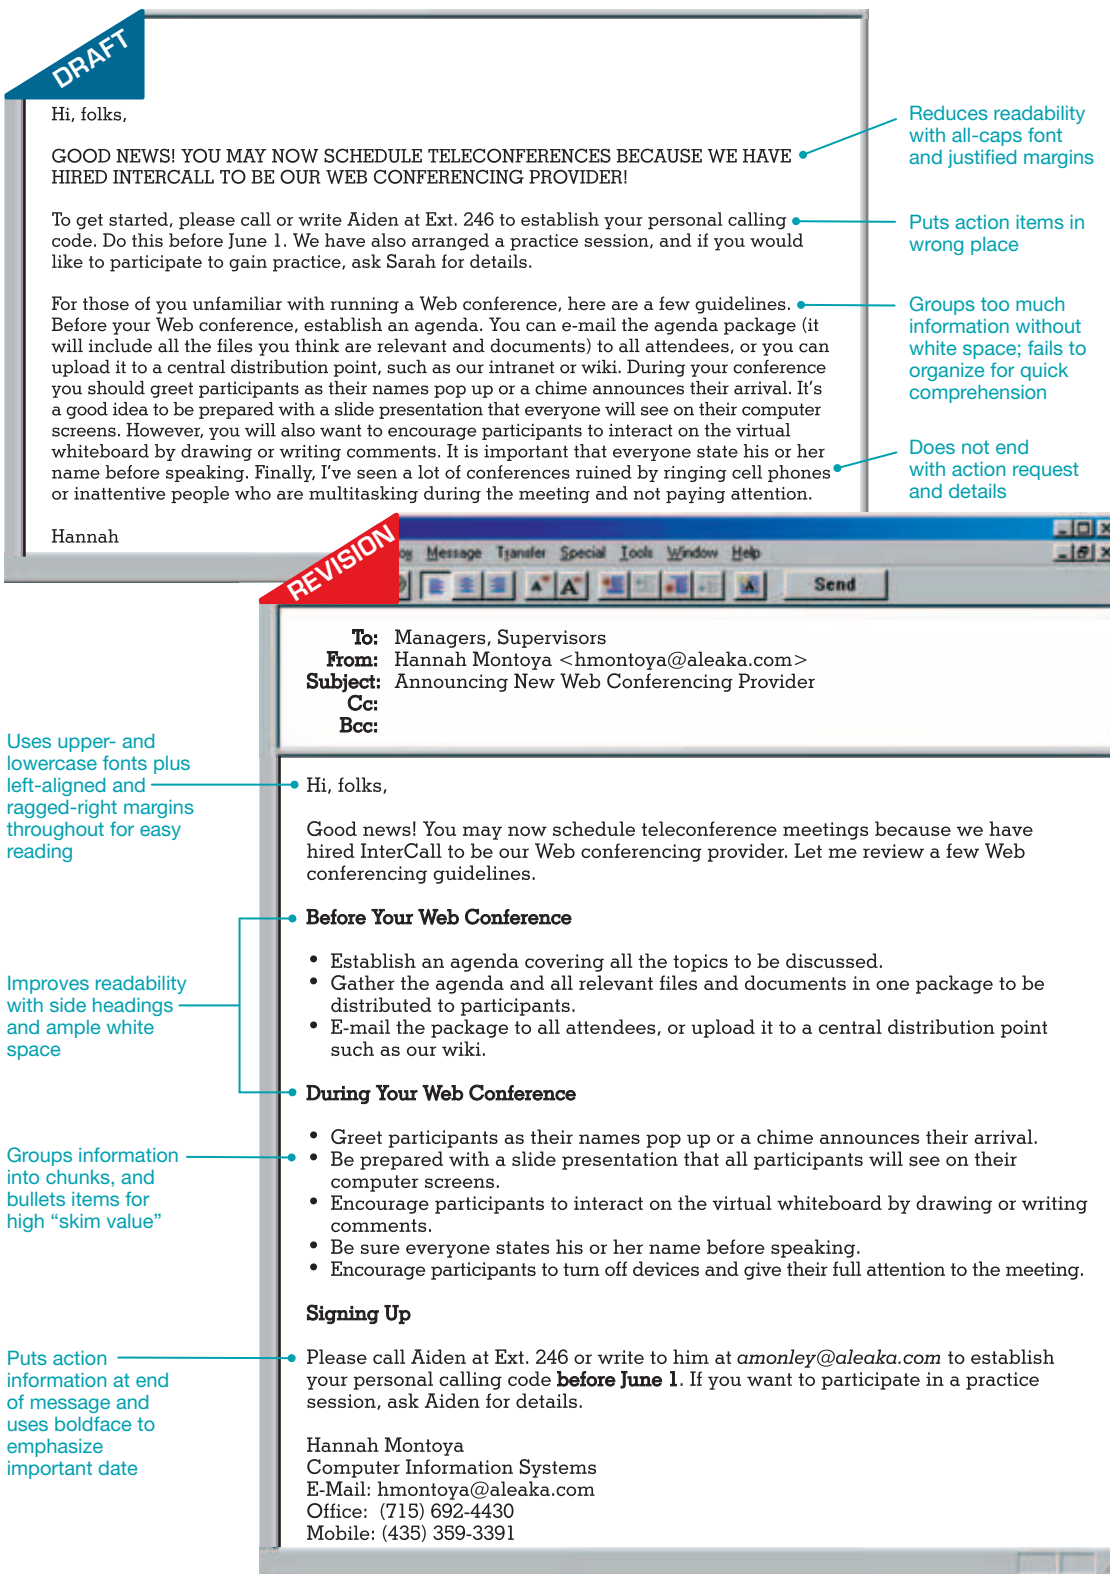 DRAFT
Hi, folks,
GOOD NEWS! YOU MAY NOW SCHEDULE TELECONFERENCES BECAUSE WE HAVE
HIRED INTERCALL TO BE OUR WEB CONFERENCING PROVIDER!
To get started, please call or write Aiden at Ext. 246 to establish your personal calling
code. Do this before June 1. We have also arranged a practice session, and if you would
like to participate to gain practice, ask Sarah for details.
For those of you unfamiliar with running a Web conference, here are a few guidelines.
Before your Web conference, establish an agenda. You can e-mail the agenda package (it
will include all the files you think are relevant and documents) to all attendees, or you can
upload it to a central distribution point, such as our intranet or wiki. During your conference
you should greet participants as their names pop up or a chime announces their arrival. It's
a good idea to be prepared with a slide presentation that everyone will see on their computer
screens. However, you will also want to encourage participants to interact on the virtual
whiteboard by drawing or writing comments. It is important that everyone state his or her
name before speaking. Finally, I've seen a lot of conferences ruined by ringing cell phones
or inattentive people who are multitasking during the meeting and not paying attention.
Hannah
Reduces readability
with all-caps font
and justified margins
Puts action items in
wrong place
Groups too much
information without
white space; fails to
organize for quick
comprehension
Does not end
with action request
and details
REVISION
Message Transfer Special Tools Window Help
Send
To: Managers, Supervisors
From: Hannah Montoya <hmontoya@aleaka.com>
Subject: Announcing New Web Conferencing Provider
Cc:
Bcc:
Hi, folks,
Good news! You may now schedule teleconference meetings because we have
hired InterCall to be our Web conferencing provider. Let me review a few Web
conferencing guidelines.
Before Your Web Conference
• Establish an agenda covering all the topics to be discussed.
• Gather the agenda and all relevant files and documents in one package to be
distributed to participants.
• E-mail the package to all attendees, or upload it to a central distribution point
such as our wiki.
During Your Web Conference
• Greet participants as their names pop up or a chime announces their arrival.
• Be prepared with a slide presentation that all participants will see on their
computer screens.
• Encourage participants to interact on the virtual whiteboard by drawing or writing
comments.
• Be sure everyone states his or her name before speaking.
• Encourage participants to turn off devices and give their full attention to the meeting.
Signing Up
Please call Aiden at Ext. 246 or write to him at amonley@aleaka.com to establish
your personal calling code before June 1. If you want to participate in a practice
session, ask Aiden for details.
Hannah Montoya
Computer Information Systems
E-Mail: hmontoya@aleaka.com
Office: (715) 692-4430
Mobile: (435) 359-3391
Uses upper- and
lowercase fonts plus
left-aligned and
ragged-right margins
throughout for easy
reading
Improves readability
with side headings
and ample white
space
Groups information
into chunks, and
bullets items for
high “skim value”
Puts action
information at end
of message and
uses boldface to
emphasize
important date